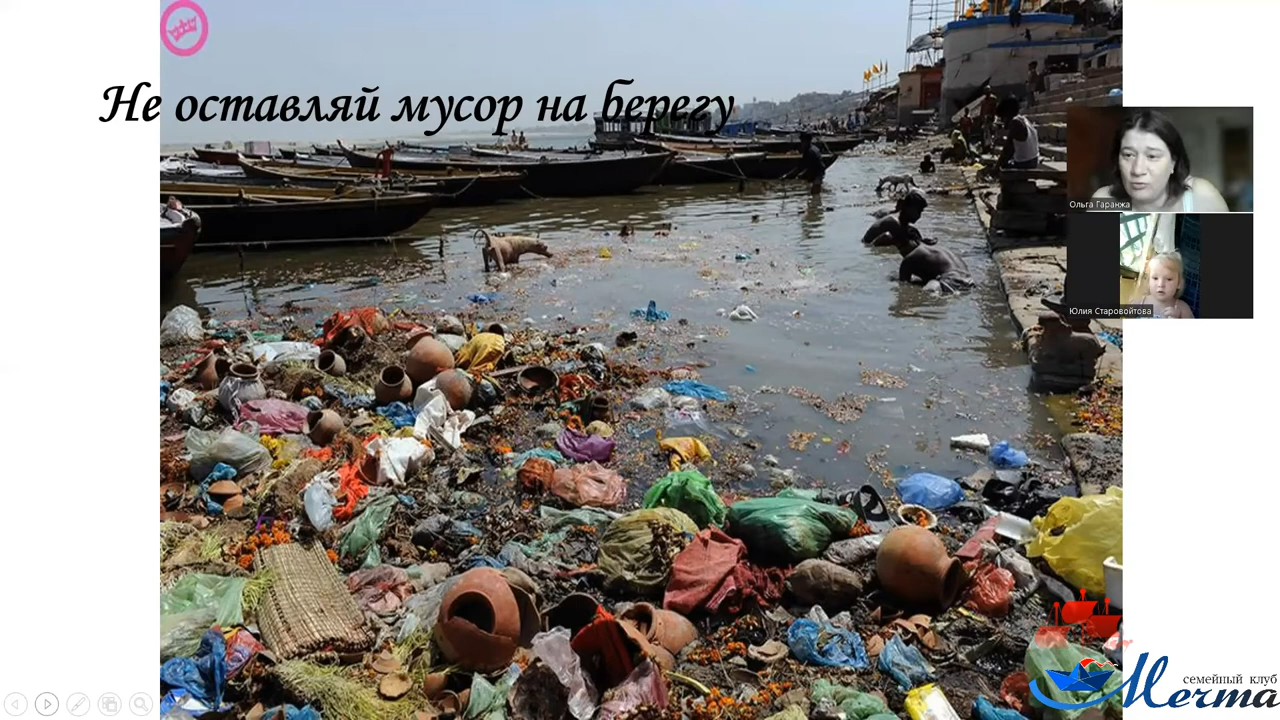 Не оставляй мусор на берегу
Ольга Гаранжа
Юлия Старовойтова
семейный клуб
Мечта